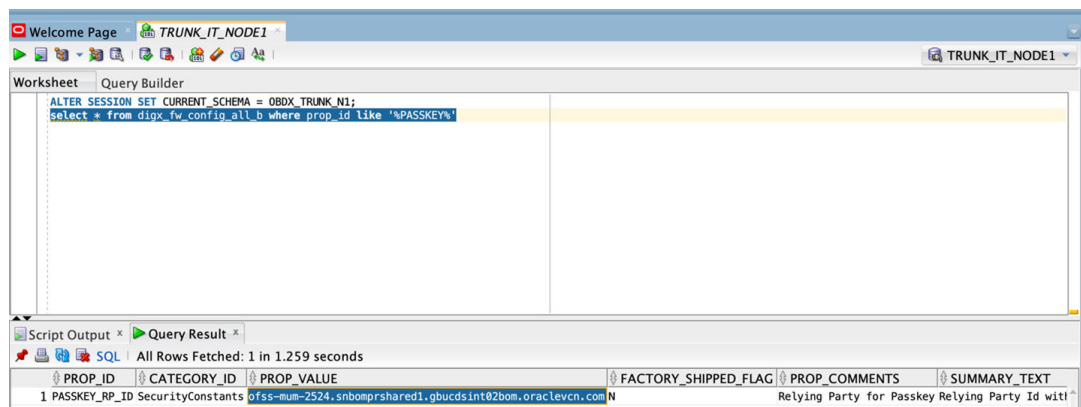 Welcome Page TRUNK_IT_NODE1
TRUNK_IT_NODE1
Worksheet Query Builder
ALTER SESSION SET CURRENT_SCHEMA = OBDX_TRUNK_N1;
select * from digx_fw_config_all_b where prop_id like '%PASSKEY%'
Script Output Query Result
SQL All Rows Fetched: 1 in 1.259 seconds
PROP_ID CATEGORY_ID PROP_VALUE FACTORY_SHIPPED_FLAG PROP_COMMENTS SUMMARY_TEXT
1 PASSKEY_RP_ID SecurityConstants ofss-mum-2524.snbomprshared1.gbucdsint02bom.oraclevcn.com N Relying Party for Passkey Relying Party Id with